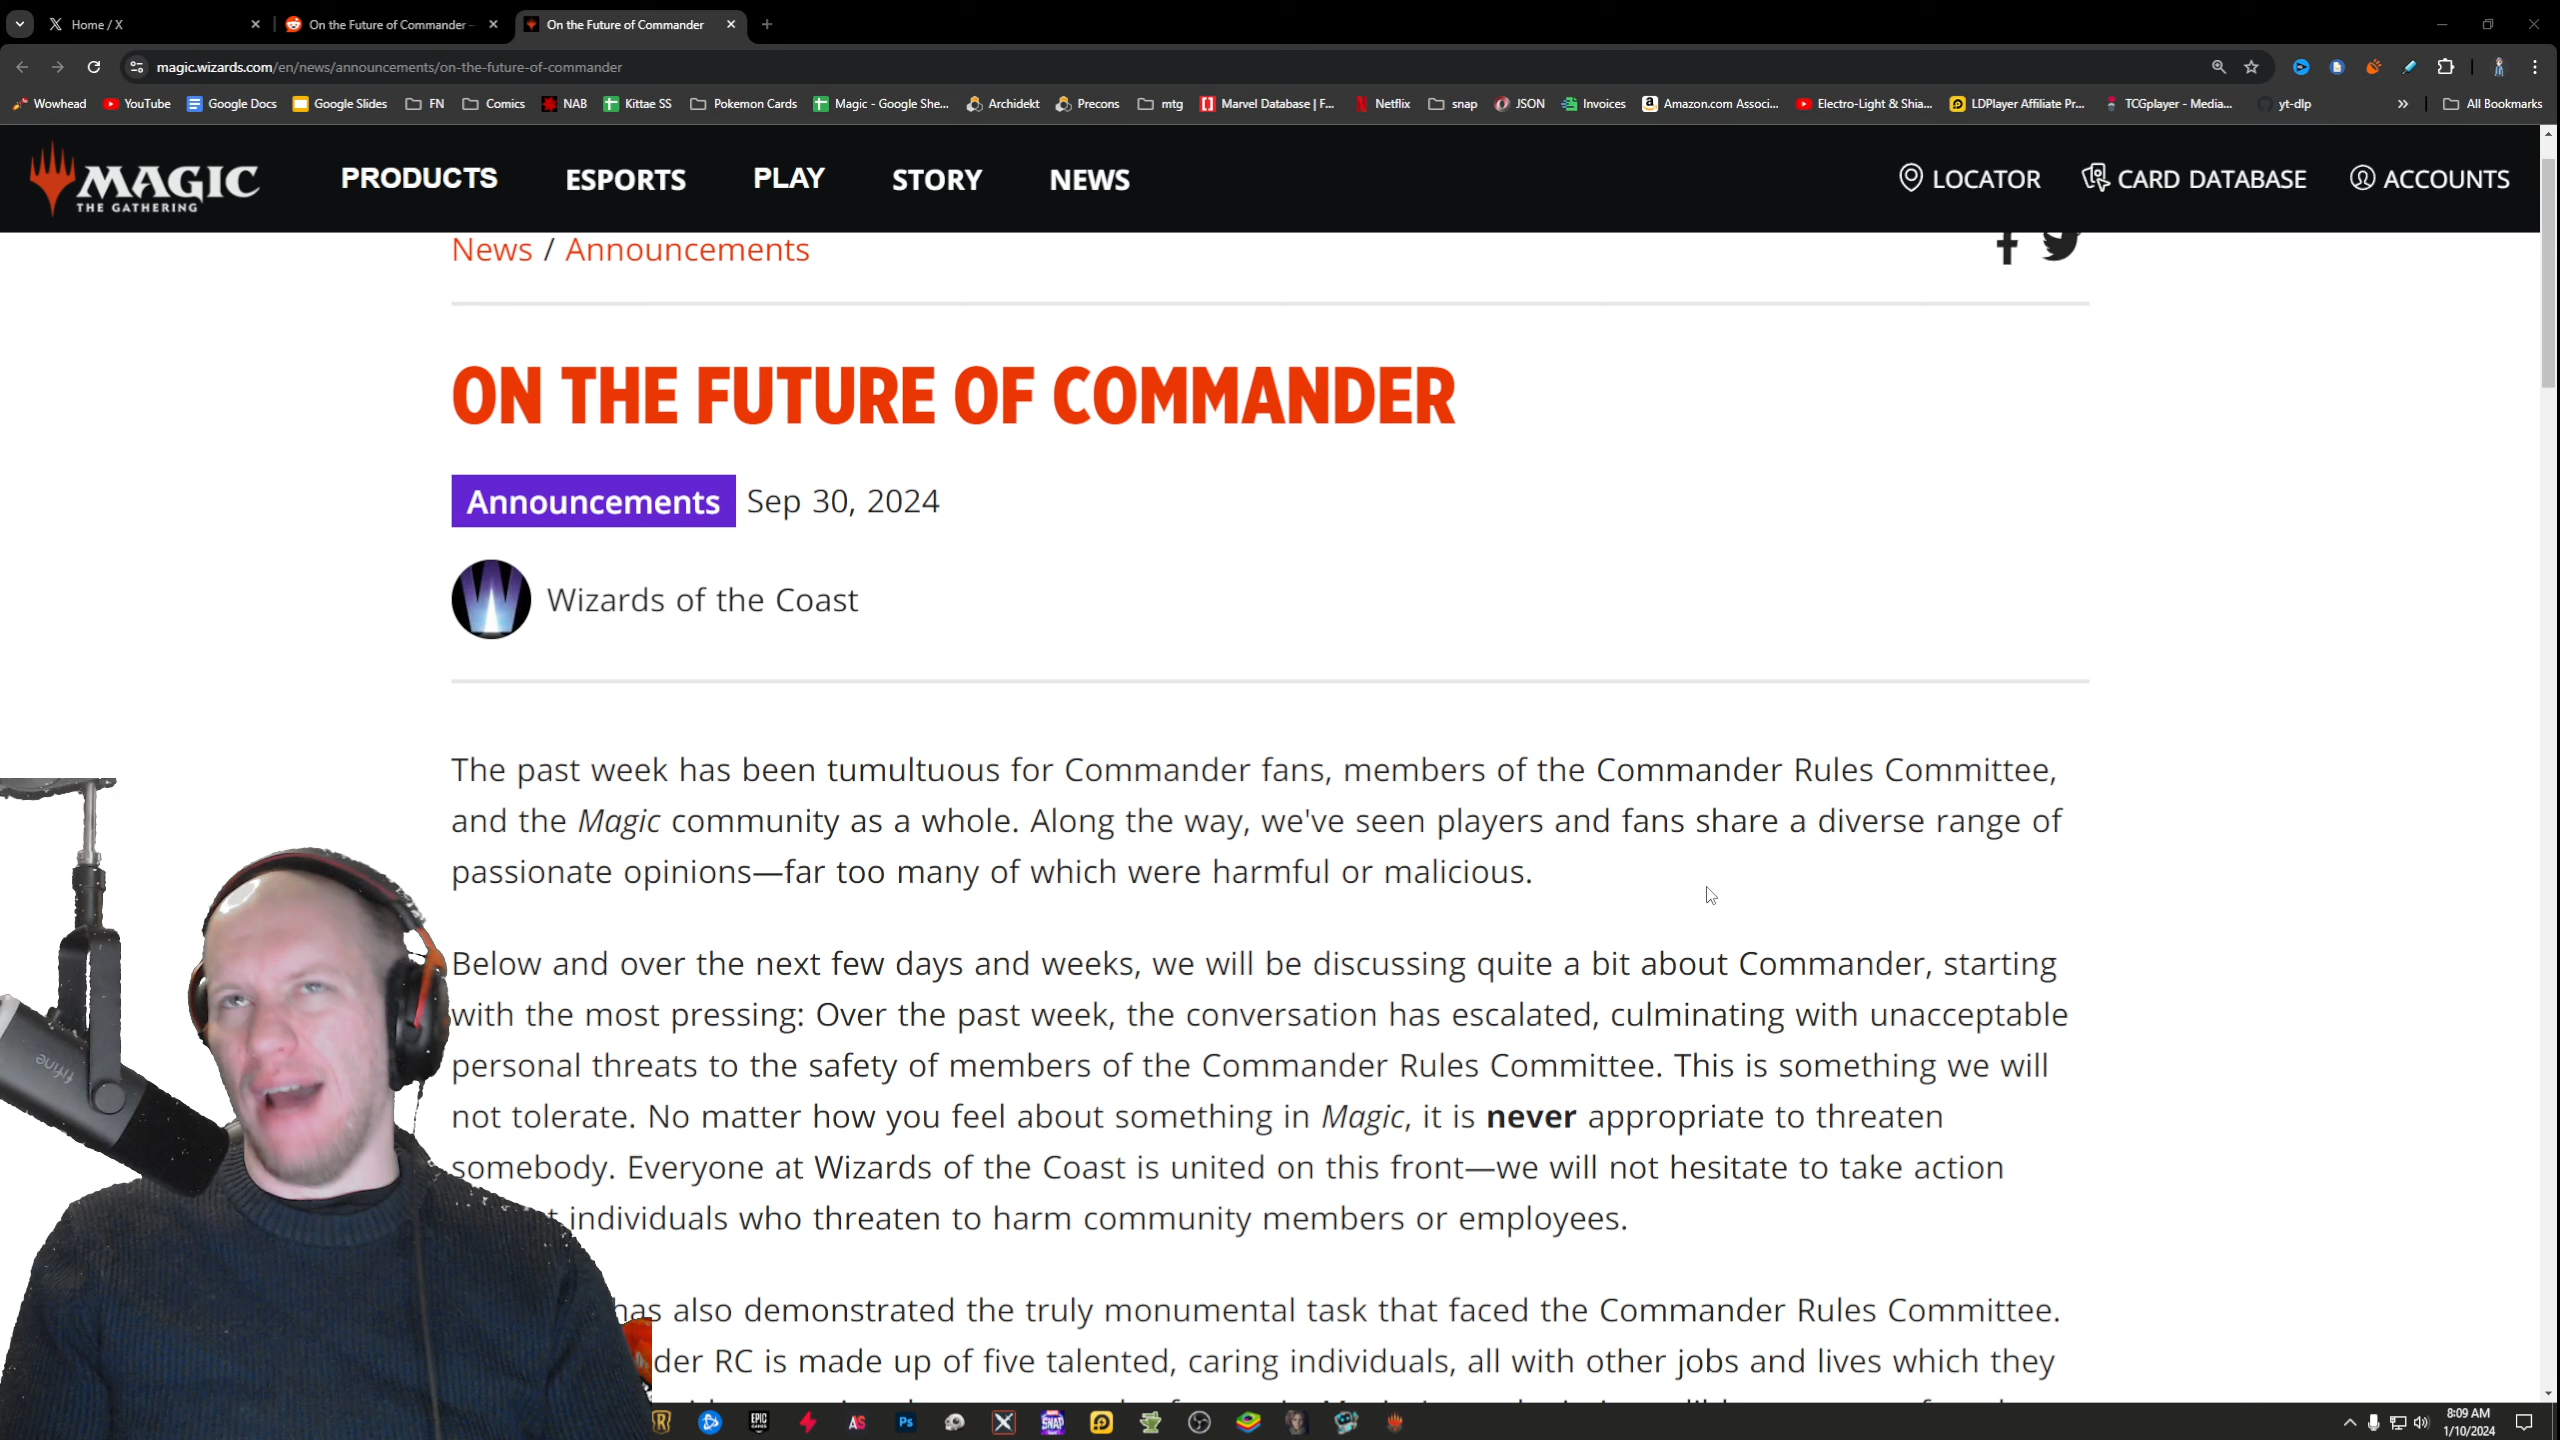 Home / X
On the Future of Commander -
On the Future of Commander
magic.wizards.com/en/news/announcements/on-the-future-of-commander
Wowhead YouTube Google Docs Google Slides FN Comics NAB Kittae SS Pokemon Cards Magic - Google She... Archidekt Precons mtg Marvel Database | F... Netflix snap JSON Invoices Amazon.com Associ... Electro-Light & Shia... LDPlayer Affiliate Pr... TCGplayer - Media... yt-dlp » All Bookmarks
MAGIC
THE GATHERING
PRODUCTS ESPORTS PLAY STORY NEWS LOCATOR CARD DATABASE ACCOUNTS
News / Announcements
ON THE FUTURE OF COMMANDER
Announcements Sep 30, 2024
Wizards of the Coast
The past week has been tumultuous for Commander fans, members of the Commander Rules Committee,
and the Magic community as a whole. Along the way, we've seen players and fans share a diverse range of
passionate opinions—far too many of which were harmful or malicious.
Below and over the next few days and weeks, we will be discussing quite a bit about Commander, starting
with the most pressing: Over the past week, the conversation has escalated, culminating with unacceptable
personal threats to the safety of members of the Commander Rules Committee. This is something we will
not tolerate. No matter how you feel about something in Magic, it is never appropriate to threaten
somebody. Everyone at Wizards of the Coast is united on this front—we will not hesitate to take action
individuals who threaten to harm community members or employees.
has also demonstrated the truly monumental task that faced the Commander Rules Committee.
der RC is made up of five talented, caring individuals, all with other jobs and lives which they
fifine
EPIC GAMES
AS
Ps
SNAP
8:09 AM
1/10/2024